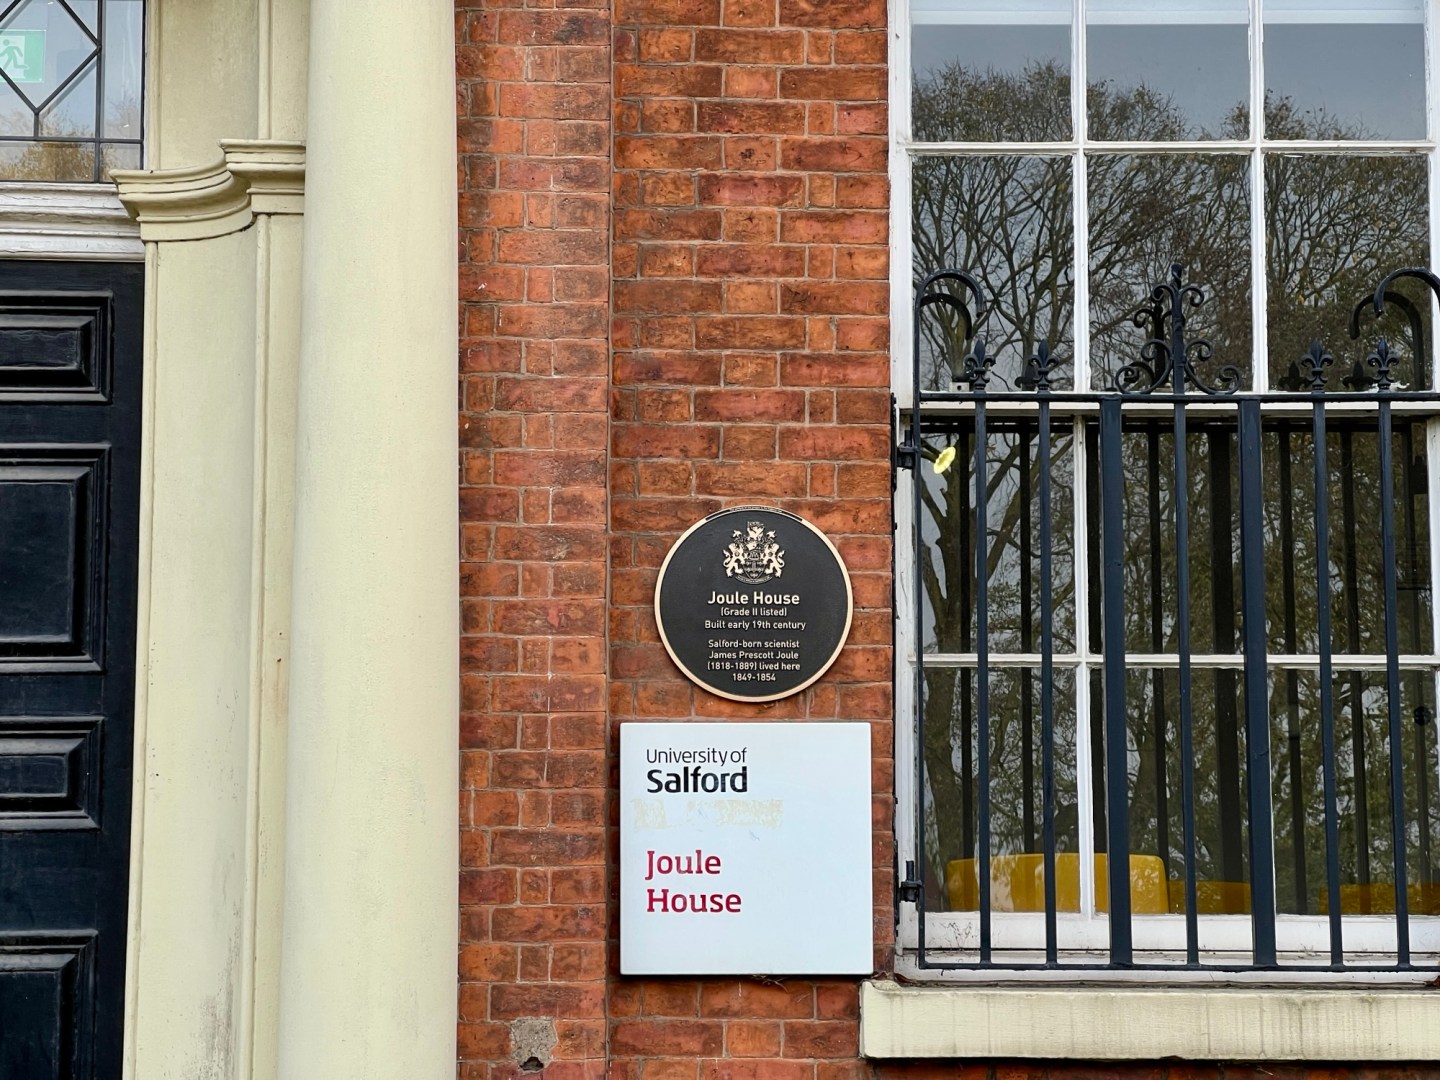 Joule House
(Grade II listed)
Built early 19th century
Salford-born scientist
James Prescott Joule
(1818-1889) lived here
1849-1854
University of
Salford
Joule
House